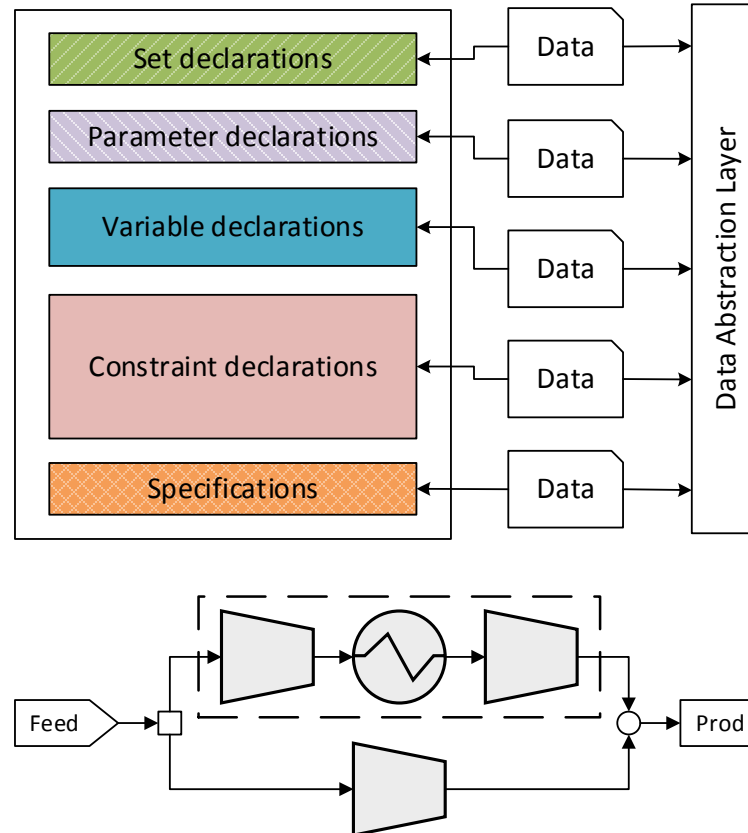 Set declarations
Data
Parameter declarations
Data
Variable declarations
Data
Constraint declarations
Data
Specifications
Data
Data Abstraction Layer
Feed
Prod